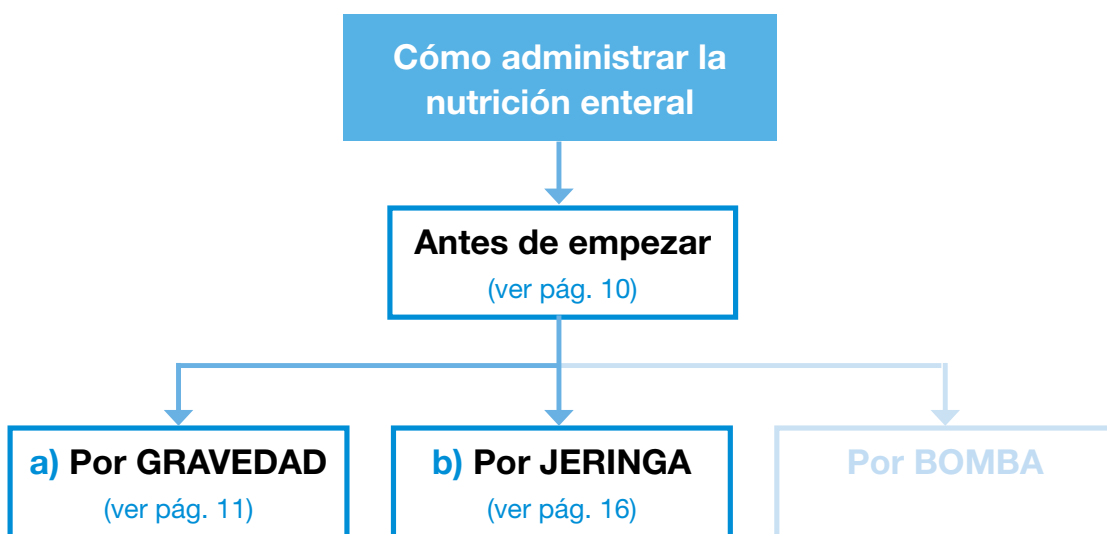 Cómo administrar la
nutrición enteral
Antes de empezar
(ver pág. 10)
a) Por GRAVEDAD
(ver pág. 11)
b) Por JERINGA
(ver pág. 16)
Por BOMBA